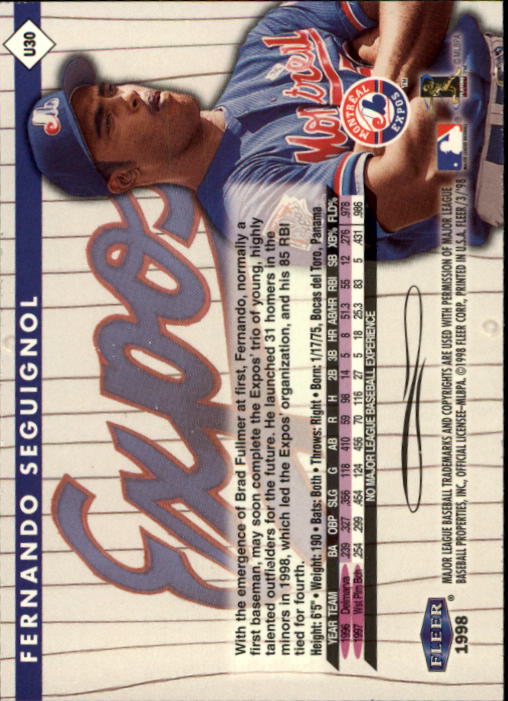 U30
FERNANDO SEGUIGNOL
Expos
Montreal
MONTREAL EXPOS TM
With the emergence of Brad Fullmer at first, Fernando, normally a
first baseman, may soon complete the Expos' trio of young, highly
talented outfielders for the future. He launched 31 homers in the
minors in 1998, which led the Expos' organization, and his 85 RBI
tied for fourth.
Height: 6'5" • Weight: 190 • Bats: Both • Throws: Right • Born: 1/17/75, Bocas del Toro, Panama
YEAR TEAM BA OBP SLG G AB R H 2B 3B HR AB/HR RBI SB XB% FLD%
1996 Delmarva .239 .327 .356 118 410 59 98 14 5 8 51.3 55 12 .276 .978
1997 Wst Plm Bch .254 .299 .464 124 456 70 116 27 5 18 25.3 83 5 .431 .986
NO MAJOR LEAGUE BASEBALL EXPERIENCE
FLEER®
1998
MAJOR LEAGUE BASEBALL TRADEMARKS AND COPYRIGHTS ARE USED WITH PERMISSION OF MAJOR LEAGUE
BASEBALL PROPERTIES, INC., OFFICIAL LICENSEE-MLBPA. ©1998 FLEER CORP., PRINTED IN U.S.A. FLEER/3/'98